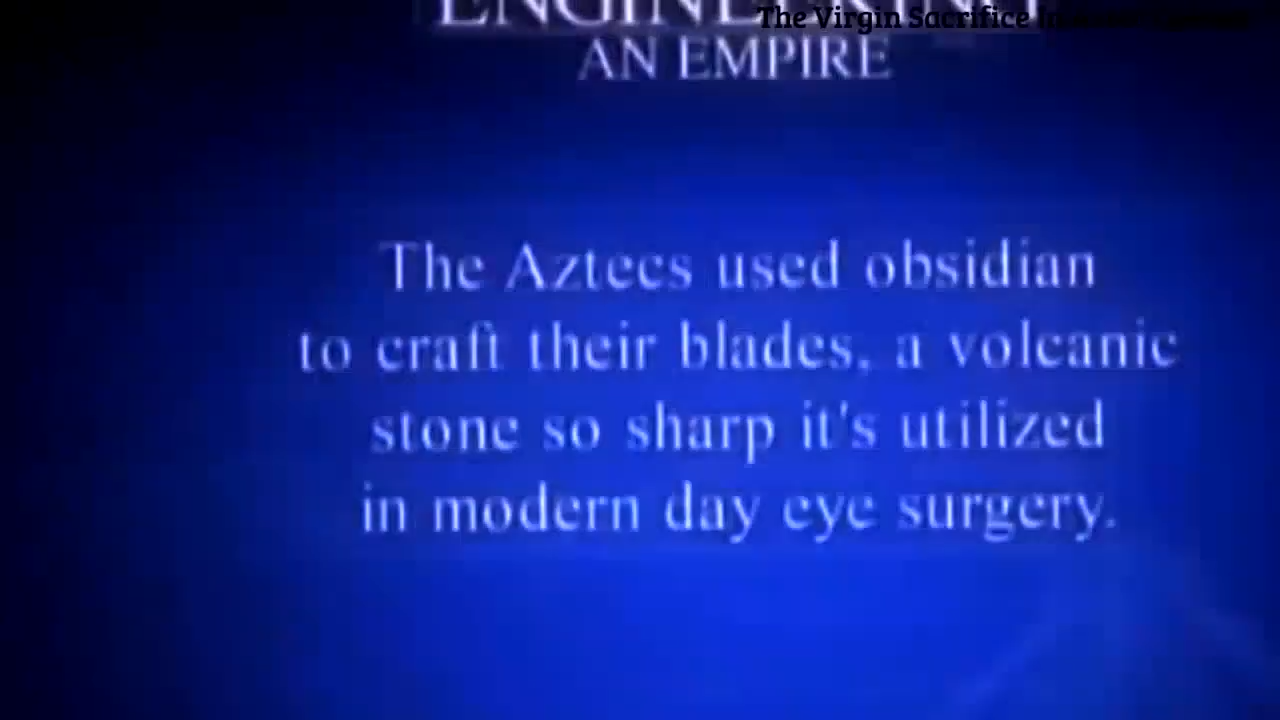 The Virgin Sacrifice
AN EMPIRE
The Aztecs used obsidian
to craft their blades, a volcanic
stone so sharp it's utilized
in modern day eye surgery.